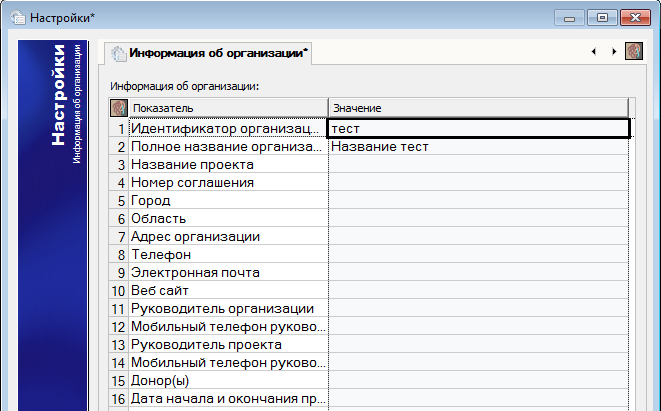 Настройки*
Настройки
Информация об организации
Информация об организации*
Информация об организации:
Показатель Значение
1 Идентификатор организац... тест
2 Полное название организа... Название тест
3 Название проекта
4 Номер соглашения
5 Город
6 Область
7 Адрес организации
8 Телефон
9 Электронная почта
10 Веб сайт
11 Руководитель организации
12 Мобильный телефон руково...
13 Руководитель проекта
14 Мобильный телефон руково...
15 Донор(ы)
16 Дата начала и окончания пр...